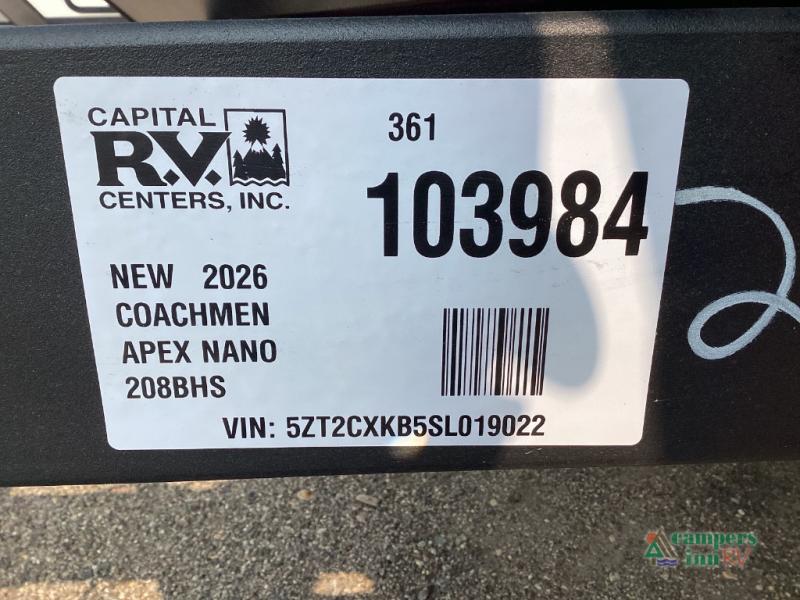 CAPITAL
R.V.
CENTERS, INC.
361
103984
NEW 2026
COACHMEN
APEX NANO
208BHS
VIN: 5ZT2CXKB5SL019022
campers
inn RV